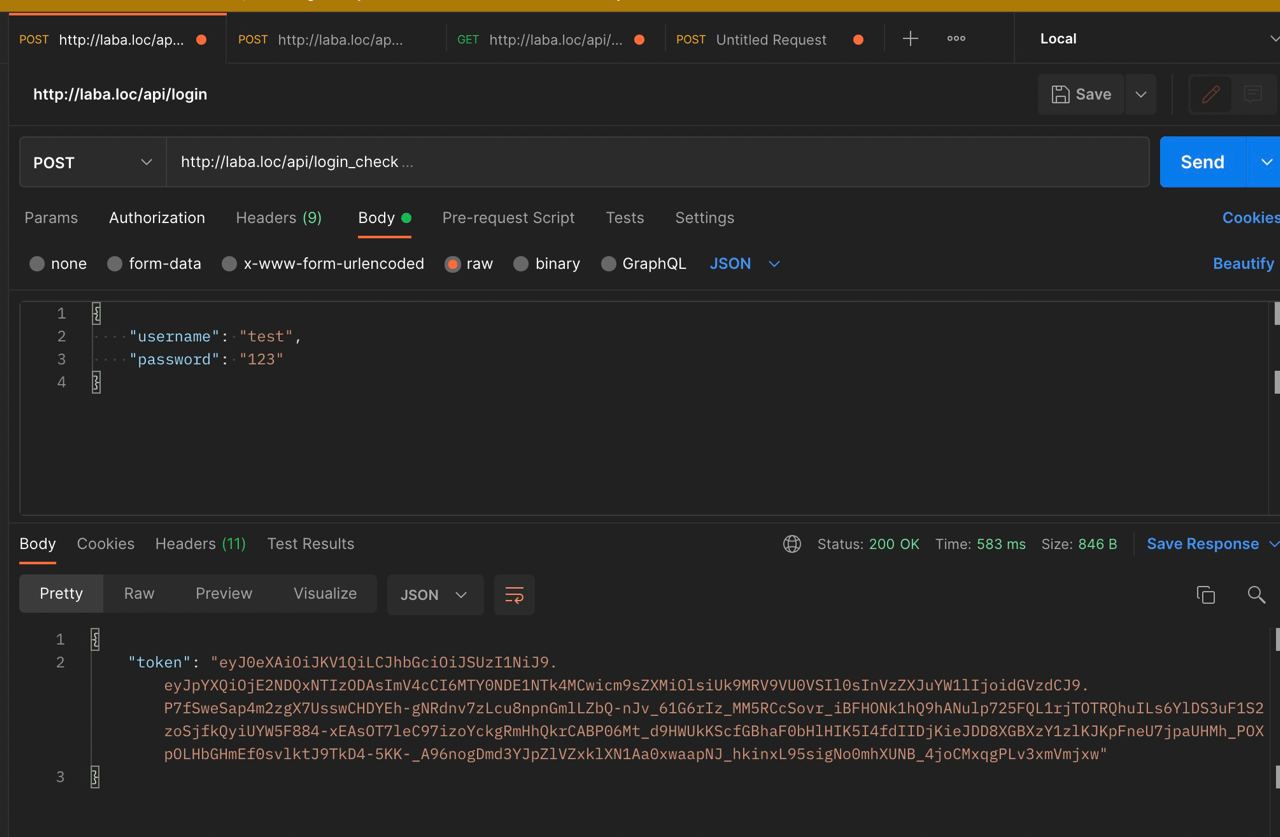 POST http://laba.loc/ap... POST http://laba.loc/ap... GET http://laba.loc/api/... POST Untitled Request Local
http://laba.loc/api/login Save
POST http://laba.loc/api/login_check ... Send
Params Authorization Headers (9) Body Pre-request Script Tests Settings Cookies
none form-data x-www-form-urlencoded raw binary GraphQL JSON Beautify
1 {
2 "username": "test",
3 "password": "123"
4 }
Body Cookies Headers (11) Test Results Status: 200 OK Time: 583 ms Size: 846 B Save Response
Pretty Raw Preview Visualize JSON
1 {
2 "token": "eyJ0eXAiOiJKV1QiLCJhbGciOiJSUzI1NiJ9.
eyJpYXQiOjE2NDQxNTIzODAsImV4cCI6MTY0NDE1NTk4MCwicm9sZXMiOlsiUk9MRV9VU0VSIl0sInVzZXJuYW1lIjoidGVzdCJ9.
P7fSweSap4m2zgX7UsswCHDYEh-gNRdnv7zLcu8npnGmlLZbQ-nJv_61G6rIz_MM5RCcSovr_iBFHONk1hQ9hANulp725FQL1rjTOTRQhuILs6YlDS3uF1S2
zoSjfkQyiUYW5F884-xEAsOT7leC97izoYckgRmHhQkrCABP06Mt_d9HWUkKScfGBhaF0bHlHIK5I4fdIIDjKieJDD8XGBXzY1zlKJKpFneU7jpaUHMh_POX
pOLHbGHmEf0svlktJ9TkD4-5KK-_A96nogDmd3YJpZlVZxklXN1Aa0xwaapNJ_hkinxL95sigNo0mhXUNB_4joCMxqgPLv3xmVmjxw"
3 }